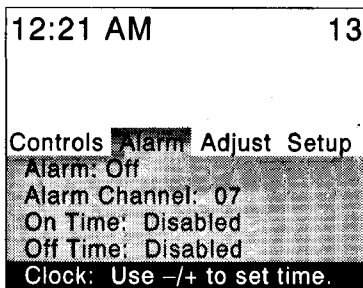 12:21 AM 13
Controls Alarm Adjust Setup
Alarm: Off
Alarm Channel: 07
On Time: Disabled
Off Time: Disabled
Clock: Use –/+ to set time.